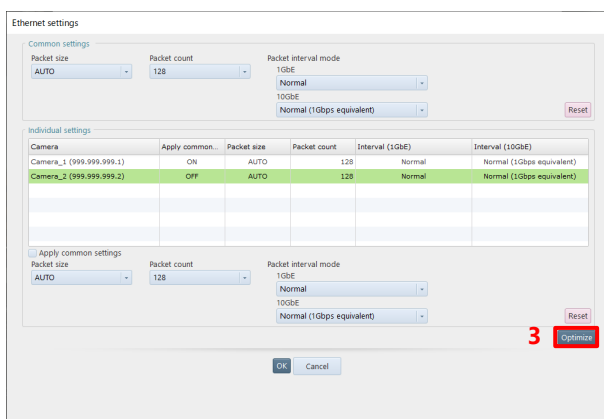 Ethernet settings
Common settings
Packet size Packet count Packet interval mode
AUTO 128 1GbE
Normal
10GbE
Normal (1Gbps equivalent) Reset
Individual settings
Camera Apply common... Packet size Packet count Interval (1GbE) Interval (10GbE)
Camera_1 (999.999.999.1) ON AUTO 128 Normal Normal (1Gbps equivalent)
Camera_2 (999.999.999.2) OFF AUTO 128 Normal Normal (1Gbps equivalent)
Apply common settings
Packet size Packet count Packet interval mode
AUTO 128 1GbE
Normal
10GbE
Normal (1Gbps equivalent) Reset
3 Optimize
OK Cancel